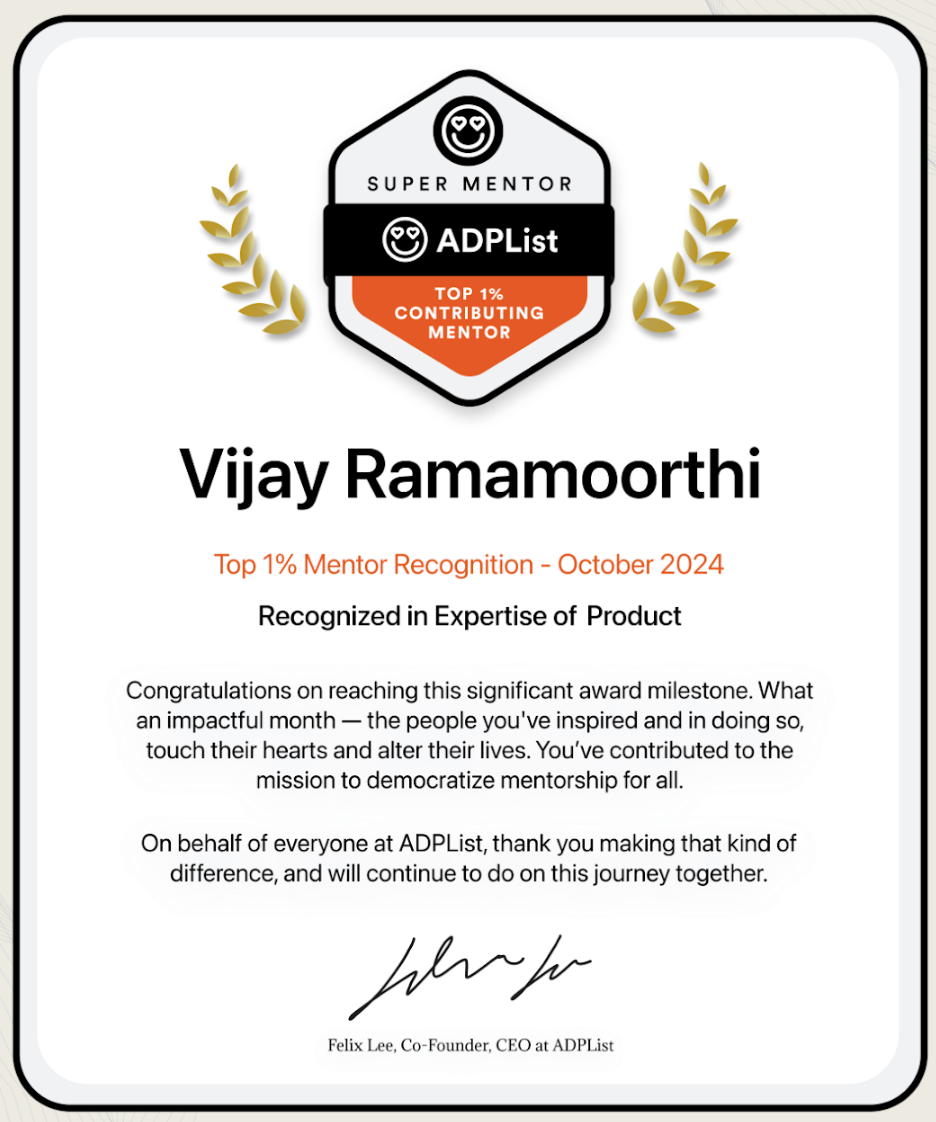 SUPER MENTOR
ADPList
TOP 1%
CONTRIBUTING
MENTOR
Vijay Ramamoorthi
Top 1% Mentor Recognition - October 2024
Recognized in Expertise of Product
Congratulations on reaching this significant award milestone. What
an impactful month — the people you've inspired and in doing so,
touch their hearts and alter their lives. You’ve contributed to the
mission to democratize mentorship for all.
On behalf of everyone at ADPList, thank you making that kind of
difference, and will continue to do on this journey together.
Felix Lee, Co-Founder, CEO at ADPList